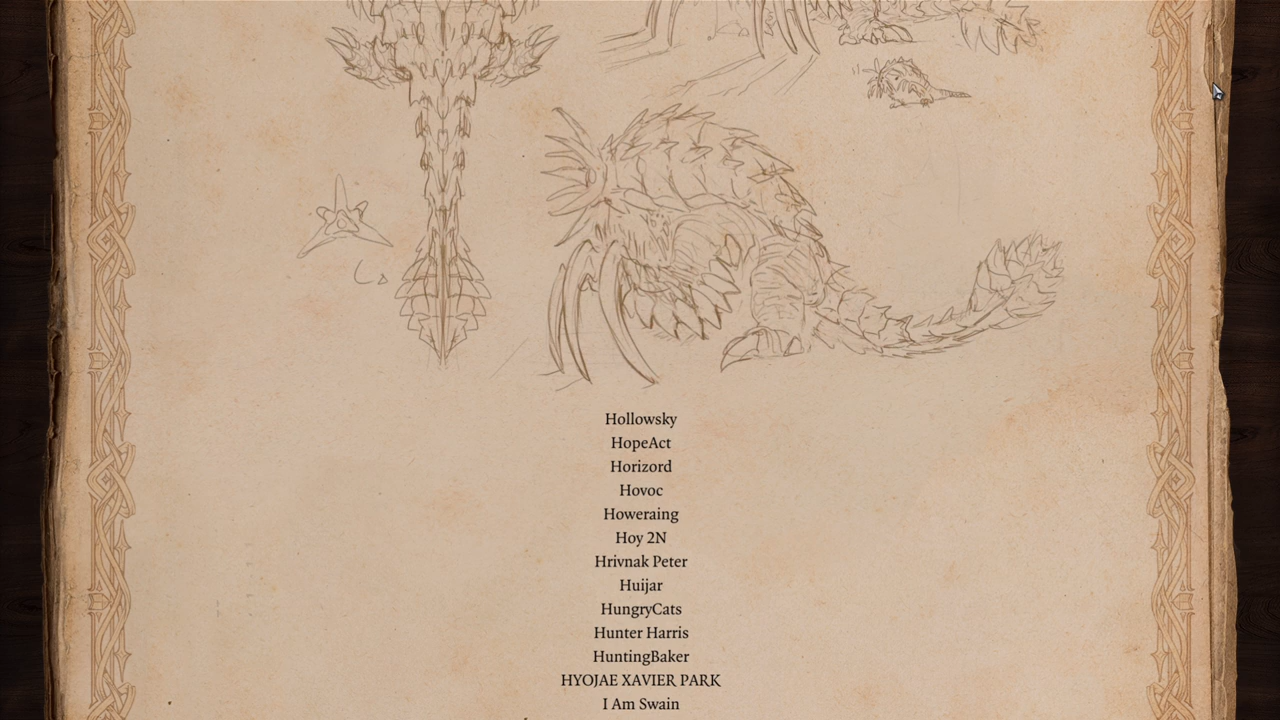 Hollowsky
HopeAct
Horizord
Hovoc
Howeraing
Hoy 2N
Hrivnak Peter
Huijar
HungryCats
Hunter Harris
HuntingBaker
HYOJAE XAVIER PARK
I Am Swain